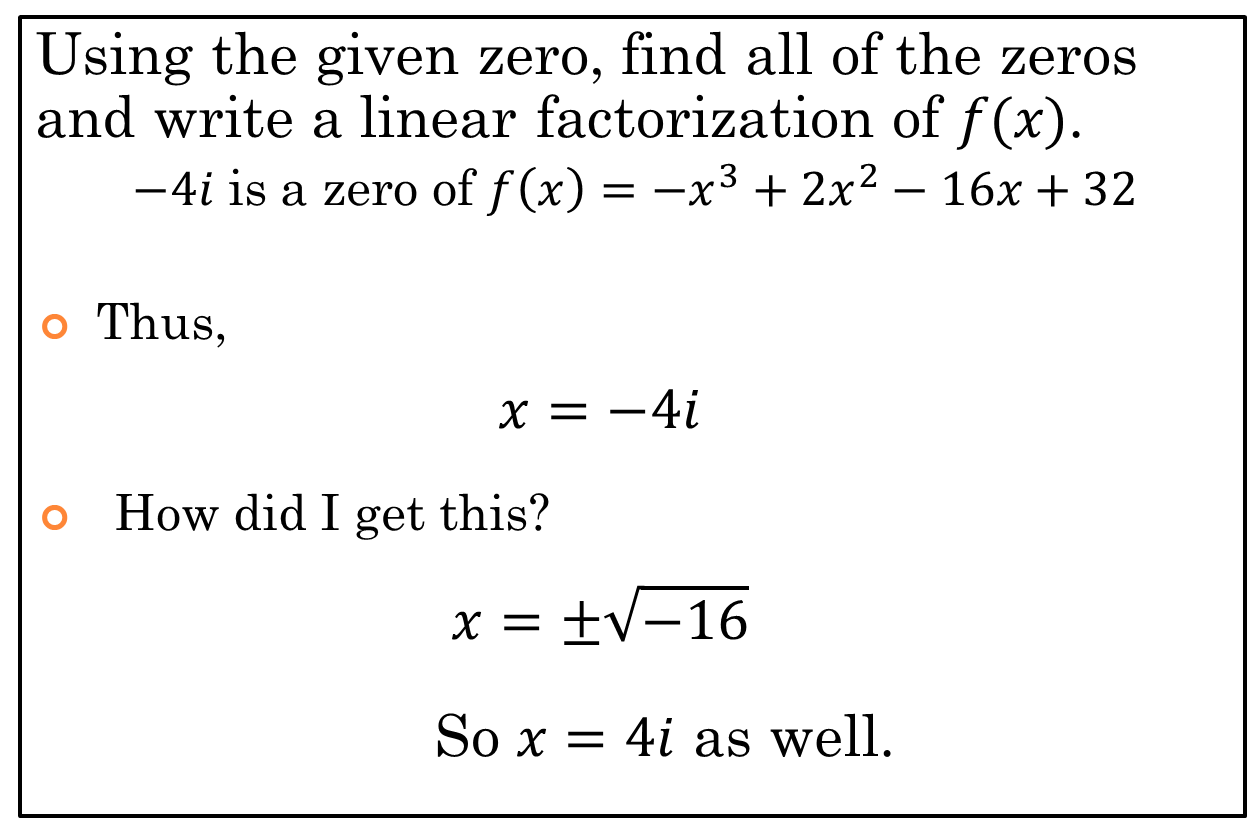 Using the given zero, find all of the zeros
and write a linear factorization of f(x).
−4i is a zero of f(x) = −x³ + 2x² − 16x + 32
Thus,
x = −4i
How did I get this?
x = ±√−16
So x = 4i as well.